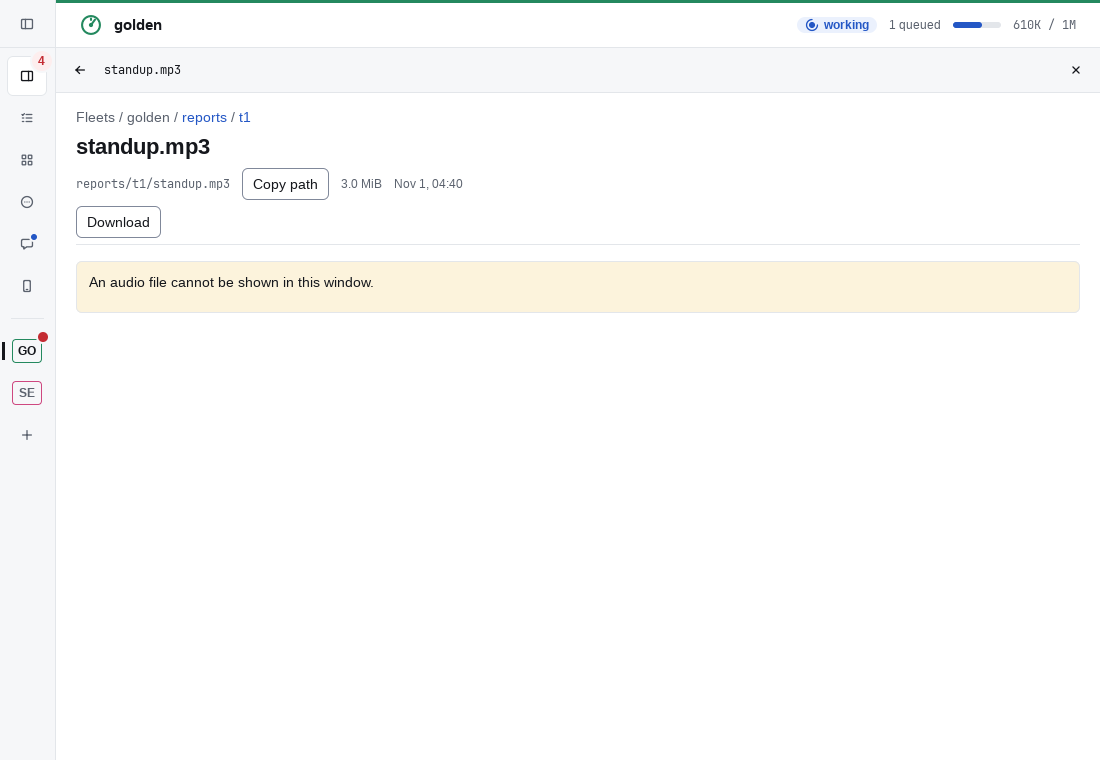 golden
working
1 queued
610K / 1M
4
standup.mp3
Fleets / golden / reports / t1
standup.mp3
reports/t1/standup.mp3
Copy path
3.0 MiB
Nov 1, 04:40
Download
An audio file cannot be shown in this window.
GO
SE